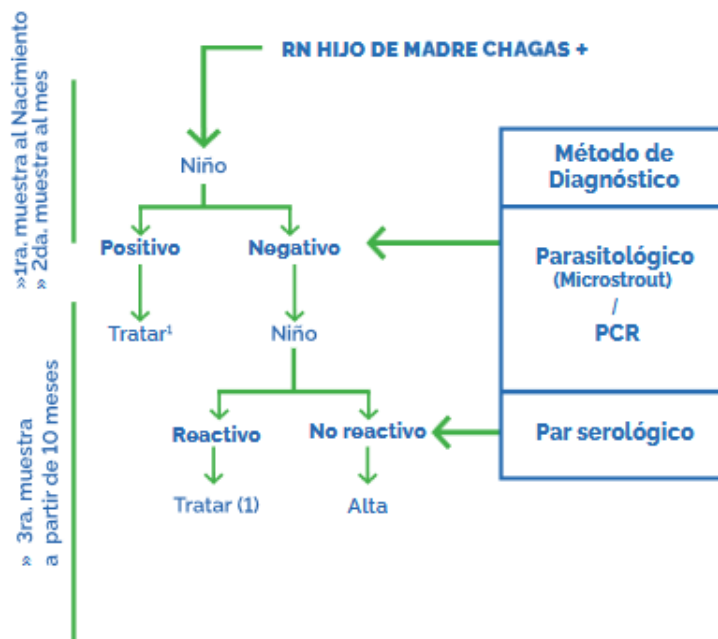 RN HIJO DE MADRE CHAGAS +
»1ra. muestra al Nacimiento
» 2da. muestra al mes
Niño
Método de
Diagnóstico
Positivo
Negativo
Parasitológico
(Microstrout)
/
PCR
Tratar¹
Niño
» 3ra. muestra
a partir de 10 meses
Reactivo
No reactivo
Par serológico
Tratar (1)
Alta